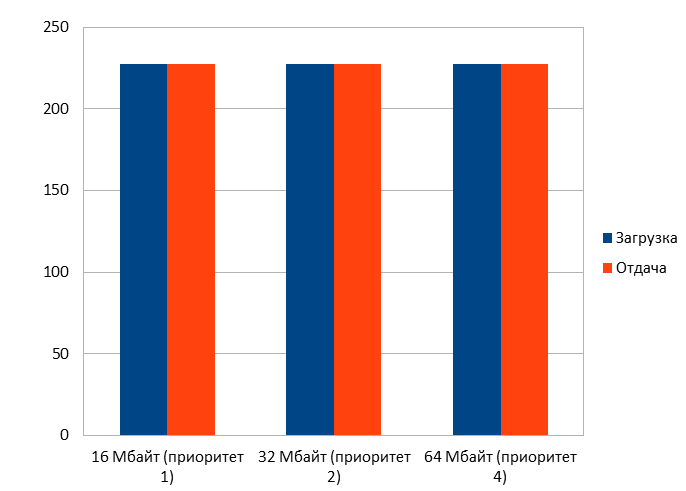 250
200
150
100
50
0
16 Мбайт (приоритет
1)
32 Мбайт (приоритет
2)
64 Мбайт (приоритет
4)
Загрузка
Отдача